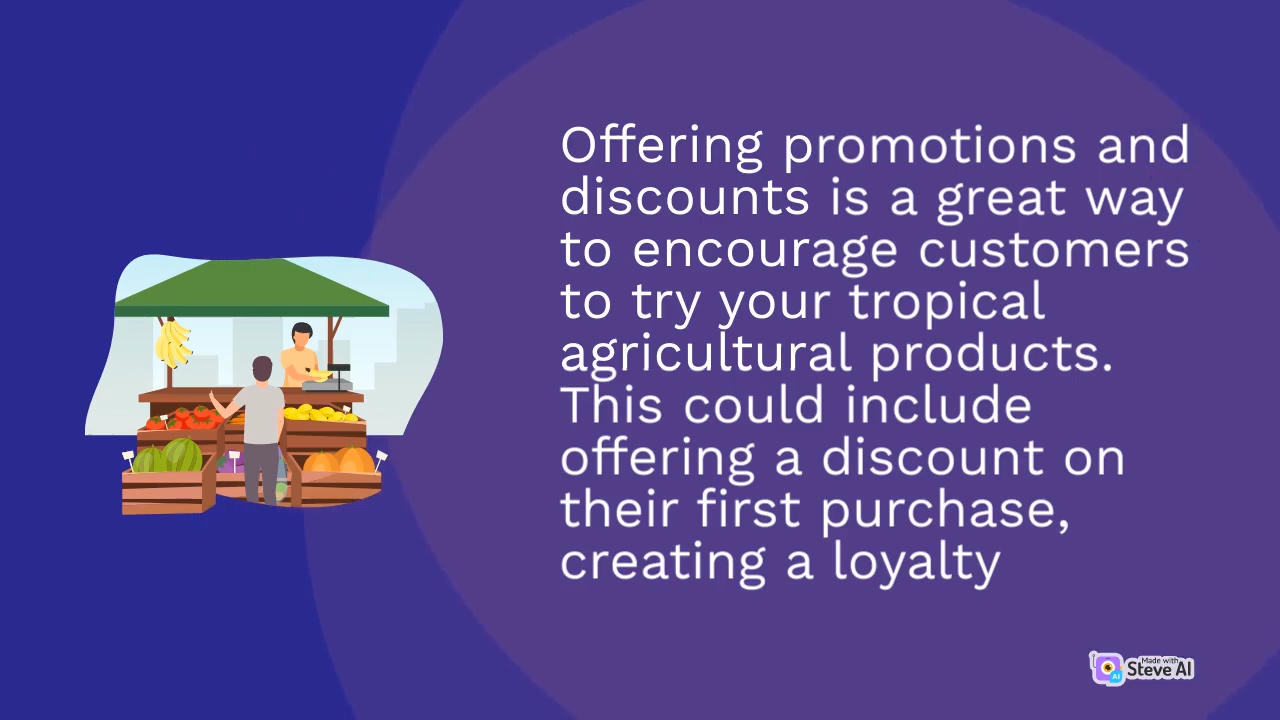 Offering promotions and
discounts is a great way
to encourage customers
to try your tropical
agricultural products.
This could include
offering a discount on
their first purchase,
creating a loyalty
Made with
Steve AI
AI